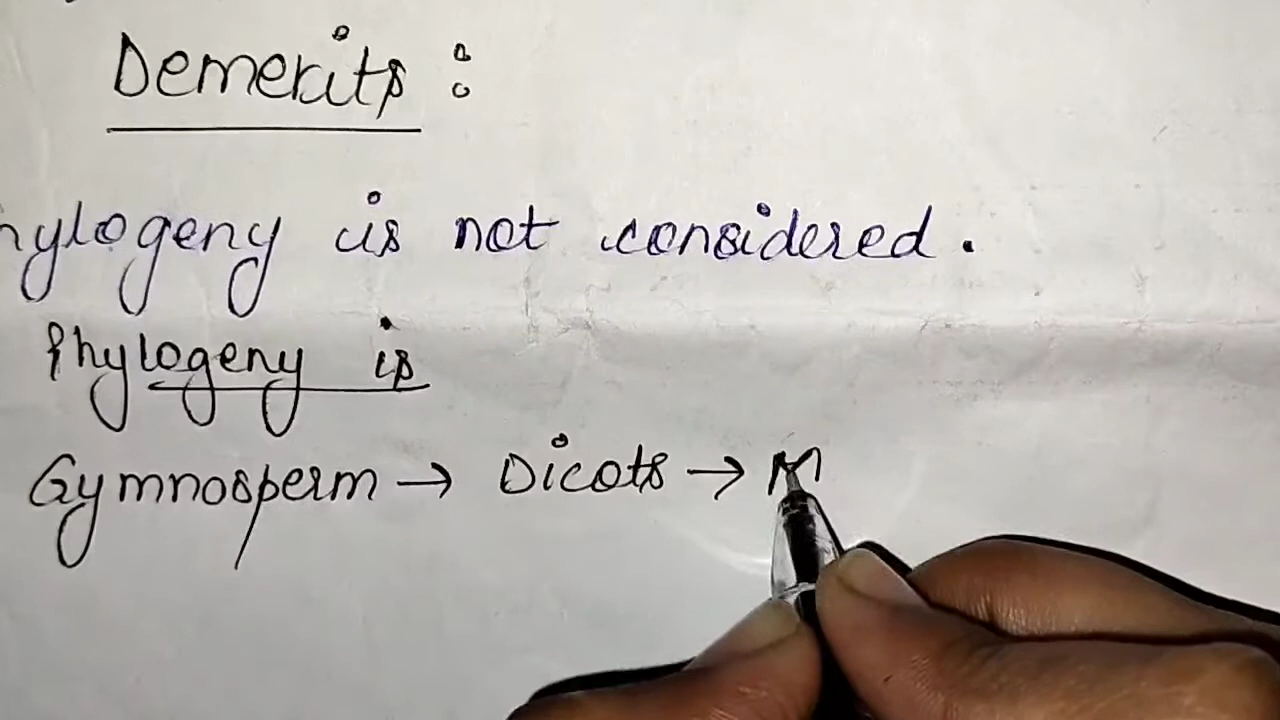 Demerits :
hylogeny is not considered.
Phylogeny is
Gymnosperm → Dicots → M